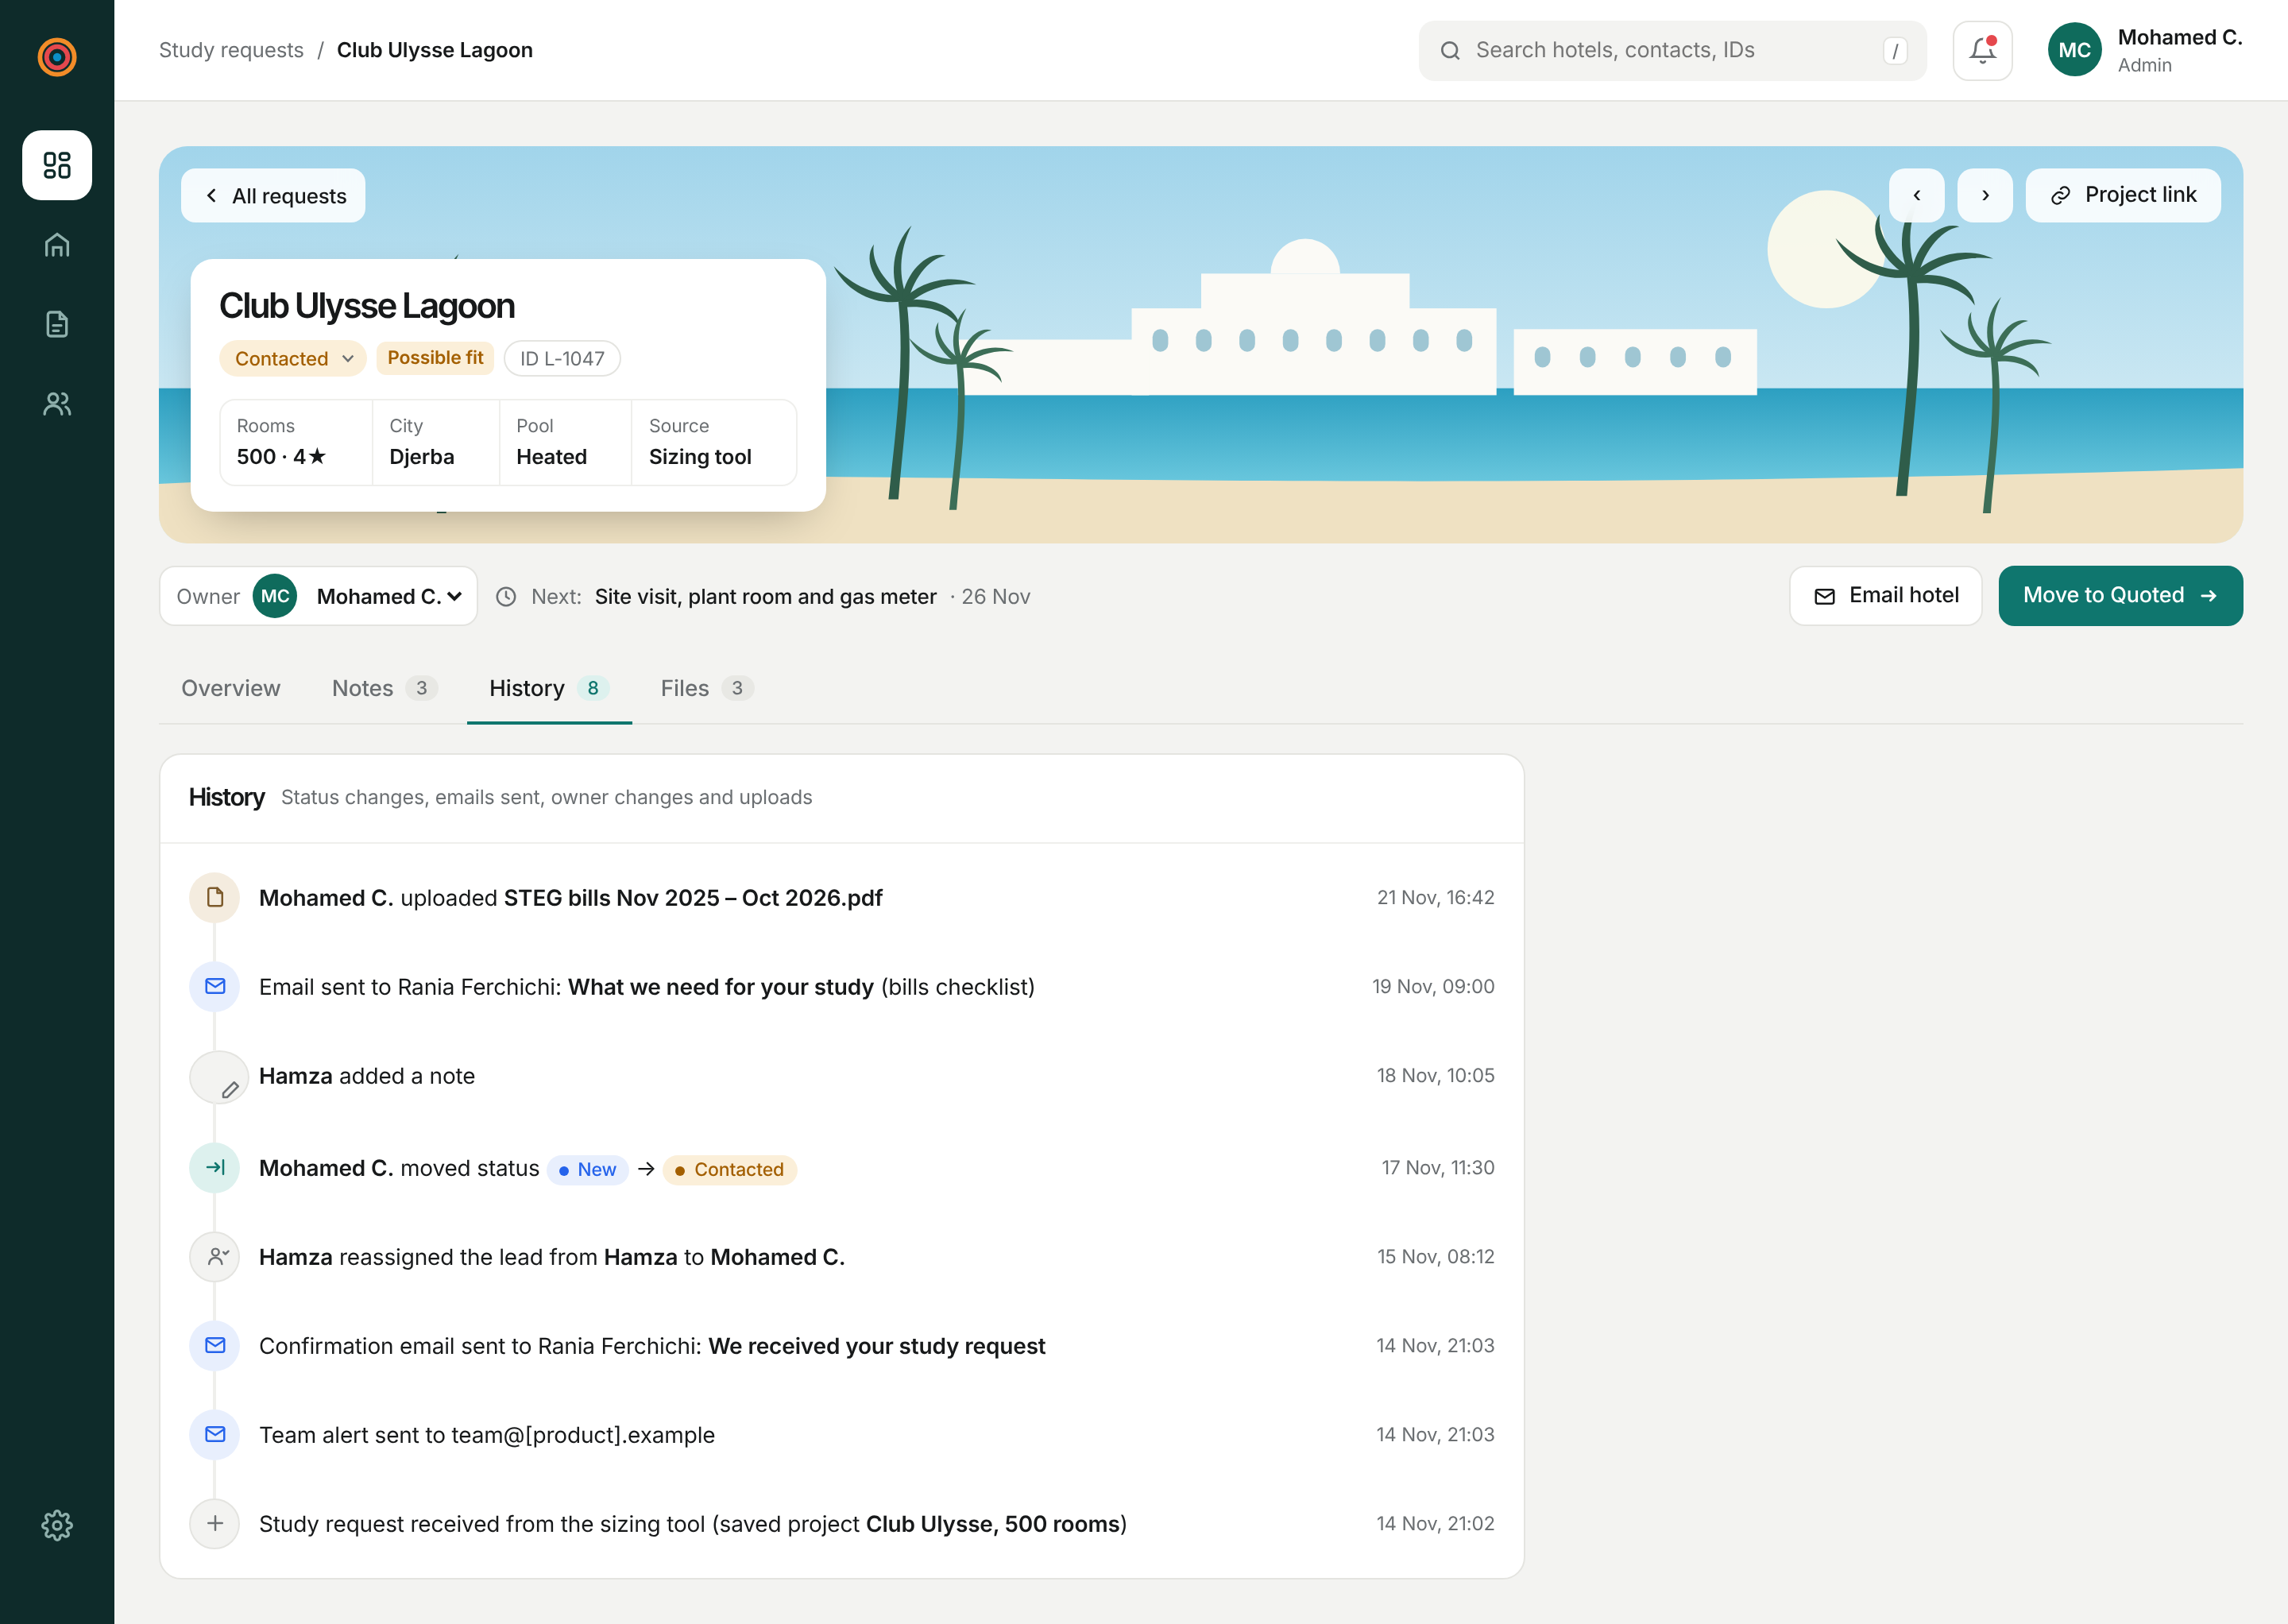 Study requests / Club Ulysse Lagoon
Search hotels, contacts, IDs /
MC Mohamed C.
Admin
All requests
‹ › Project link
Club Ulysse Lagoon
Contacted Possible fit ID L-1047
Rooms City Pool Source
500 · 4★ Djerba Heated Sizing tool
Owner MC Mohamed C. Next: Site visit, plant room and gas meter · 26 Nov
Email hotel Move to Quoted →
Overview Notes 3 History 8 Files 3
History Status changes, emails sent, owner changes and uploads
Mohamed C. uploaded STEG bills Nov 2025 – Oct 2026.pdf 21 Nov, 16:42
Email sent to Rania Ferchichi: What we need for your study (bills checklist) 19 Nov, 09:00
Hamza added a note 18 Nov, 10:05
Mohamed C. moved status New → Contacted 17 Nov, 11:30
Hamza reassigned the lead from Hamza to Mohamed C. 15 Nov, 08:12
Confirmation email sent to Rania Ferchichi: We received your study request 14 Nov, 21:03
Team alert sent to team@[product].example 14 Nov, 21:03
Study request received from the sizing tool (saved project Club Ulysse, 500 rooms) 14 Nov, 21:02